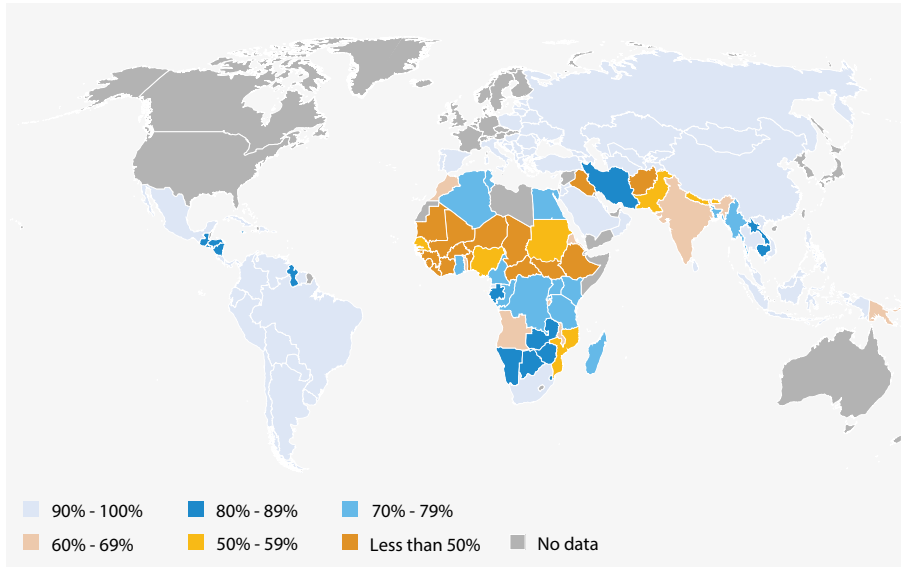 90% - 100%
80% - 89%
70% - 79%
60% - 69%
50% - 59%
Less than 50%
No data